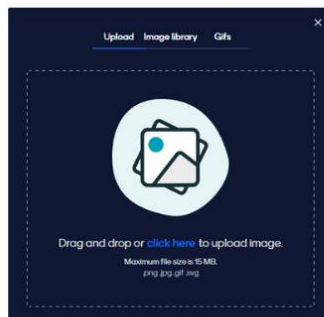 Upload Image library Gifs
Drag and drop or click here to upload image.
Maximum file size is 15 MB.
.png .jpg .gif .svg